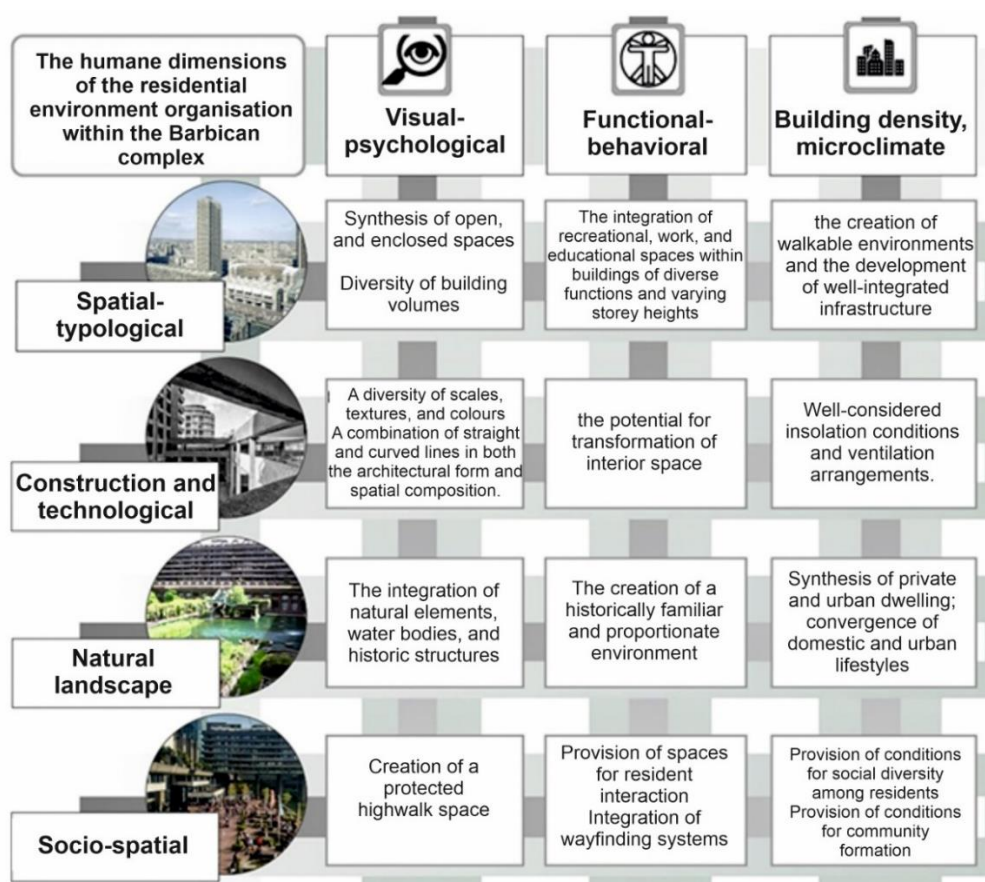 The humane dimensions
of the residential
environment organisation
within the Barbican
complex
Visual-
psychological
Functional-
behavioral
Building density,
microclimate
Spatial-
typological
Synthesis of open,
and enclosed spaces
Diversity of building
volumes
The integration of
recreational, work, and
educational spaces within
buildings of diverse
functions and varying
storey heights
the creation of
walkable environments
and the development
of well-integrated
infrastructure
Construction and
technological
A diversity of scales,
textures, and colours
A combination of straight
and curved lines in both
the architectural form and
spatial composition.
the potential for
transformation of
interior space
Well-considered
insolation conditions
and ventilation
arrangements.
Natural
landscape
The integration of
natural elements,
water bodies, and
historic structures
The creation of a
historically familiar
and proportionate
environment
Synthesis of private
and urban dwelling;
convergence of
domestic and urban
lifestyles
Socio-spatial
Creation of a
protected
highwalk space
Provision of spaces
for resident
interaction
Integration of
wayfinding systems
Provision of conditions
for social diversity
among residents
Provision of conditions
for community
formation